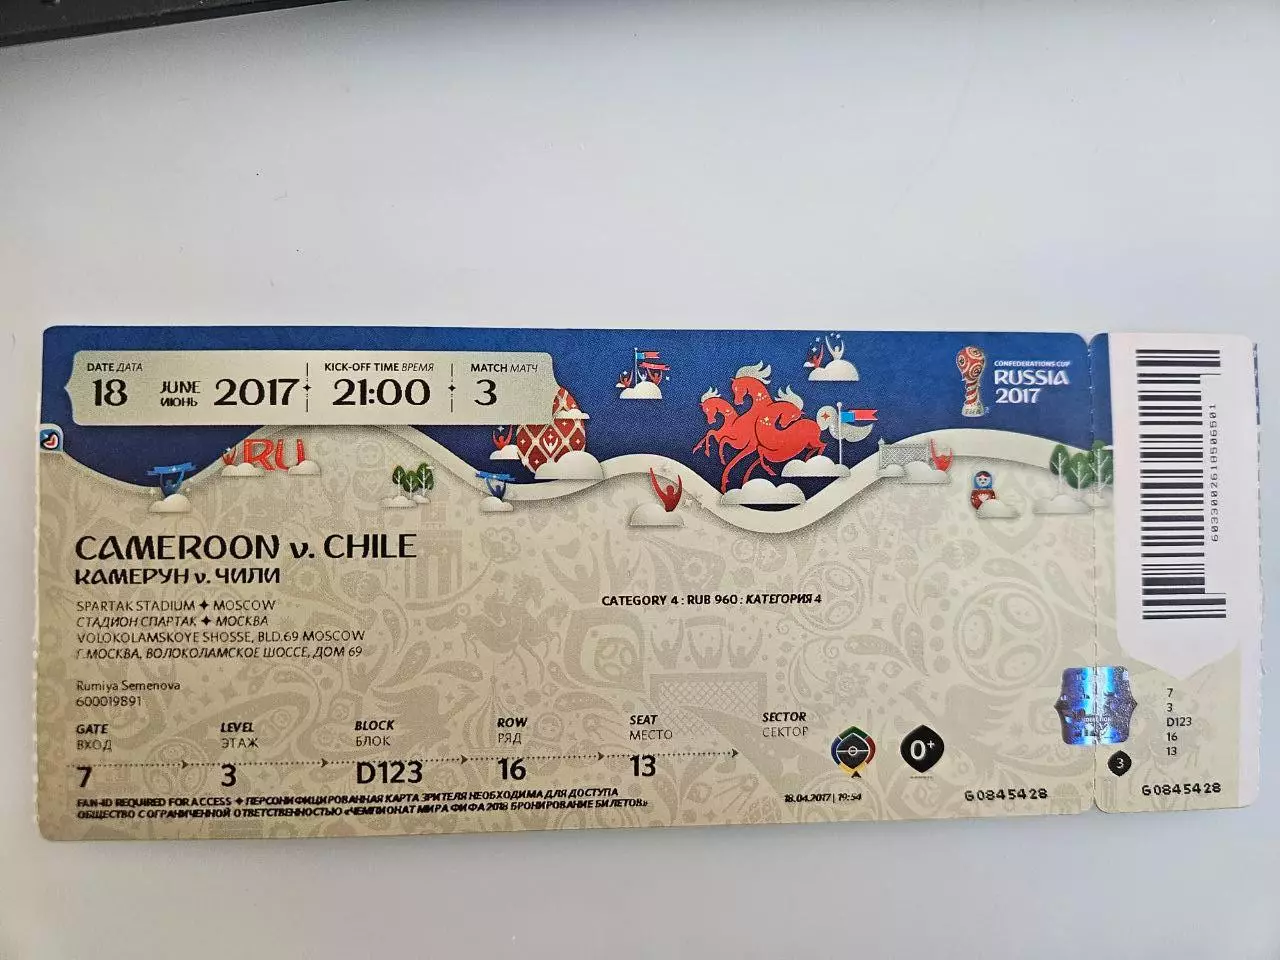 DATE ДАТА
18 JUNE ИЮНЬ 2017
KICK-OFF TIME ВРЕМЯ
21:00
MATCH МАТЧ
3
CONFEDERATIONS CUP
RUSSIA
2017
RU
CAMEROON v. CHILE
КАМЕРУН v. ЧИЛИ
SPARTAK STADIUM ✦ MOSCOW
СТАДИОН СПАРТАК ✦ МОСКВА
VOLOKOLAMSKOYE SHOSSE, BLD.69 MOSCOW
Г.МОСКВА, ВОЛОКОЛАМСКОЕ ШОССЕ, ДОМ 69
CATEGORY 4 : RUB 960 : КАТЕГОРИЯ 4
Rumiya Semenova
600019891
GATE
ВХОД
7
LEVEL
ЭТАЖ
3
BLOCK
БЛОК
D123
ROW
РЯД
16
SEAT
МЕСТО
13
SECTOR
СЕКТОР
0+
FAN-ID REQUIRED FOR ACCESS ✦ ПЕРСОНИФИЦИРОВАННАЯ КАРТА ЗРИТЕЛЯ НЕОБХОДИМА ДЛЯ ДОСТУПА
ОБЩЕСТВО С ОГРАНИЧЕННОЙ ОТВЕТСТВЕННОСТЬЮ «ЧЕМПИОНАТ МИРА ФИФА 2018 БРОНИРОВАНИЕ БИЛЕТОВ»
18.04.2017 | 19:54
G0845428
6033002618506501
7
3
D123
16
13
3
G0845428